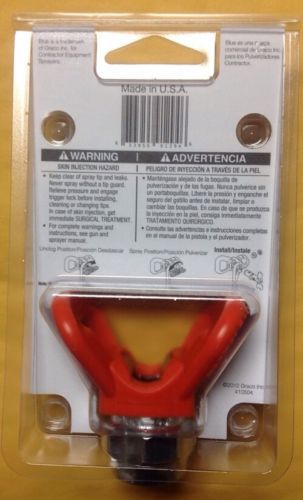 Blue is a trademark
of Graco Inc. for
Contractor Equipment
Sprayers.
Blue es una marca
comercial de Graco Inc.
para los Pulverizadores
Contractor.
Made in U.S.A.
WARNING
SKIN INJECTION HAZARD
• Keep clear of spray tip and leaks.
Never spray without a tip guard.
Relieve pressure and engage
trigger lock before installing,
cleaning or changing tips.
In case of skin injection, get
immediate SURGICAL TREATMENT.
• For complete warnings and
instructions, see gun and
sprayer manual.
ADVERTENCIA
PELIGRO DE INYECCIÓN A TRAVÉS DE LA PIEL
• Manténgase alejado de la boquilla de
pulverización y de las fugas. Nunca pulverice sin
un portaboquillas. Libere la presión y enganche el
seguro del gatillo antes de instalar, limpiar o
cambiar las boquillas. En caso de que se produzca
la inyección en la piel, consiga inmediatamente
TRATAMIENTO QUIRÚRGICO.
• Consulte las advertencias e instrucciones completas
en el manual de la pistola y el pulverizador.
Unclog Position/Posición Desatascar
Spray Position/Posición Pulverizar
Install/Instale
©2010 Graco Inc.